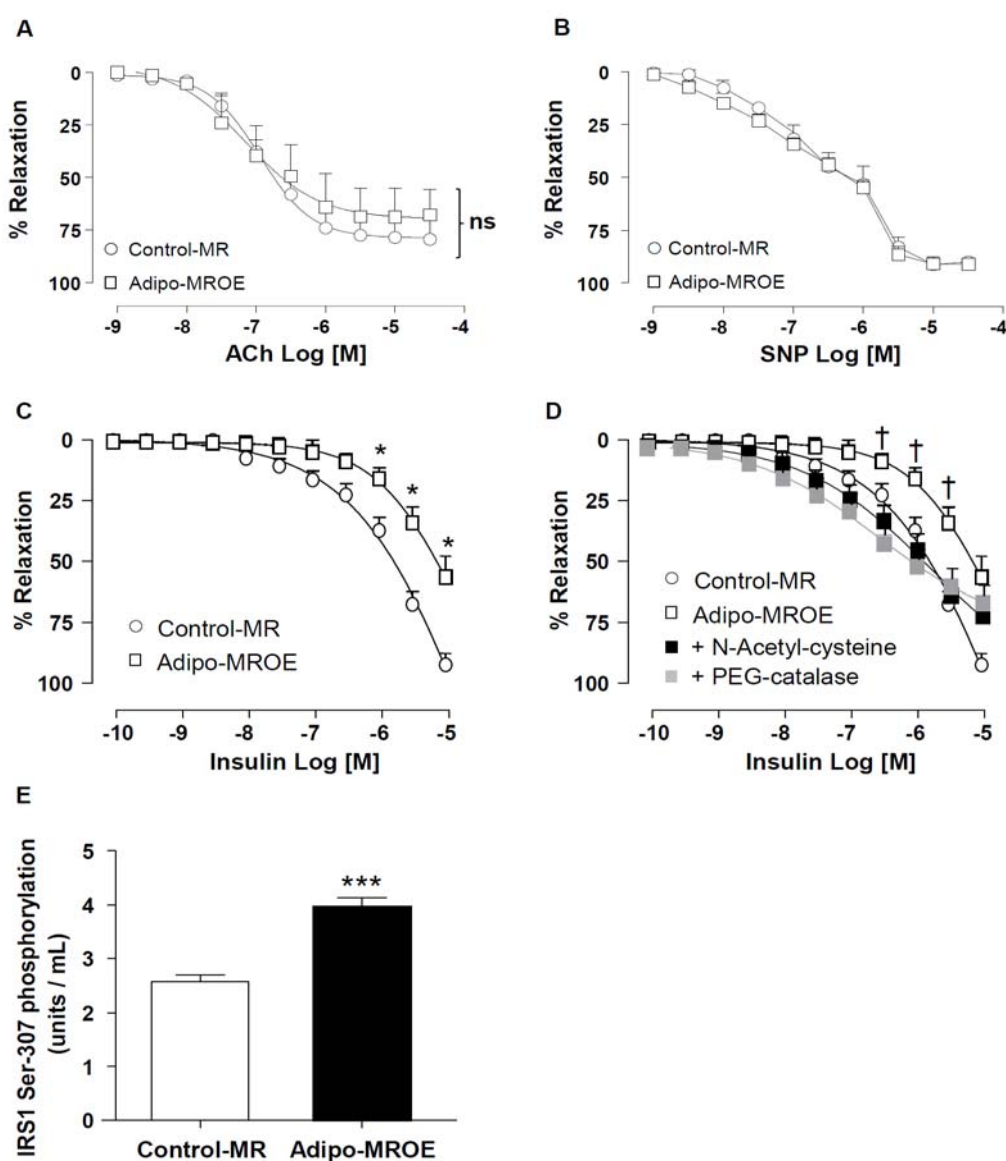 A
0
25
50
75
100
% Relaxation
Control-MR
Adipo-MROE
ns
-9 -8 -7 -6 -5 -4
ACh Log [M]
B
0
25
50
75
100
% Relaxation
Control-MR
Adipo-MROE
-9 -8 -7 -6 -5 -4
SNP Log [M]
C
0
25
50
75
100
% Relaxation
*
*
*
Control-MR
Adipo-MROE
-10 -9 -8 -7 -6 -5
Insulin Log [M]
D
0
25
50
75
100
% Relaxation
†
†
†
Control-MR
Adipo-MROE
+ N-Acetyl-cysteine
+ PEG-catalase
-10 -9 -8 -7 -6 -5
Insulin Log [M]
E
IRS1 Ser-307 phosphorylation
(units / mL)
5
4
3
2
1
0
***
Control-MR Adipo-MROE